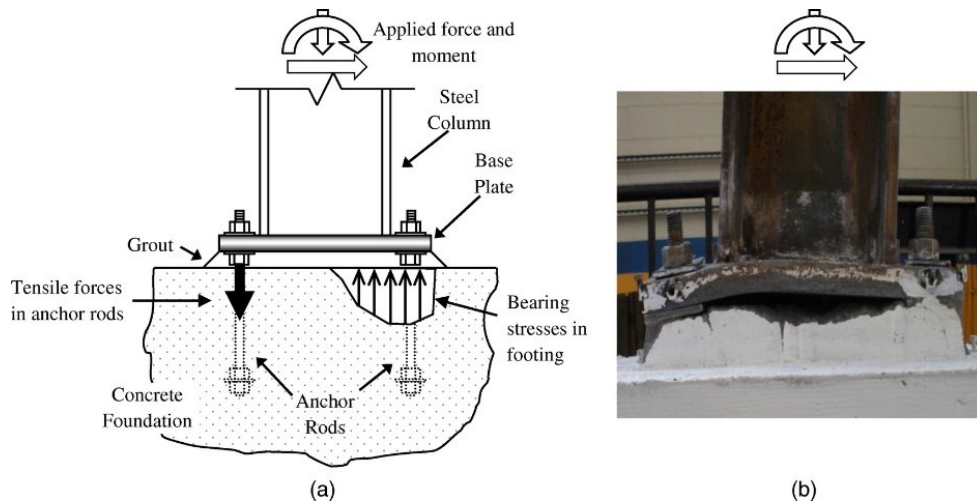 Applied force and
moment
Steel
Column
Base
Plate
Grout
Tensile forces
in anchor rods
Bearing
stresses in
footing
Concrete
Foundation
Anchor
Rods
(a)
(b)